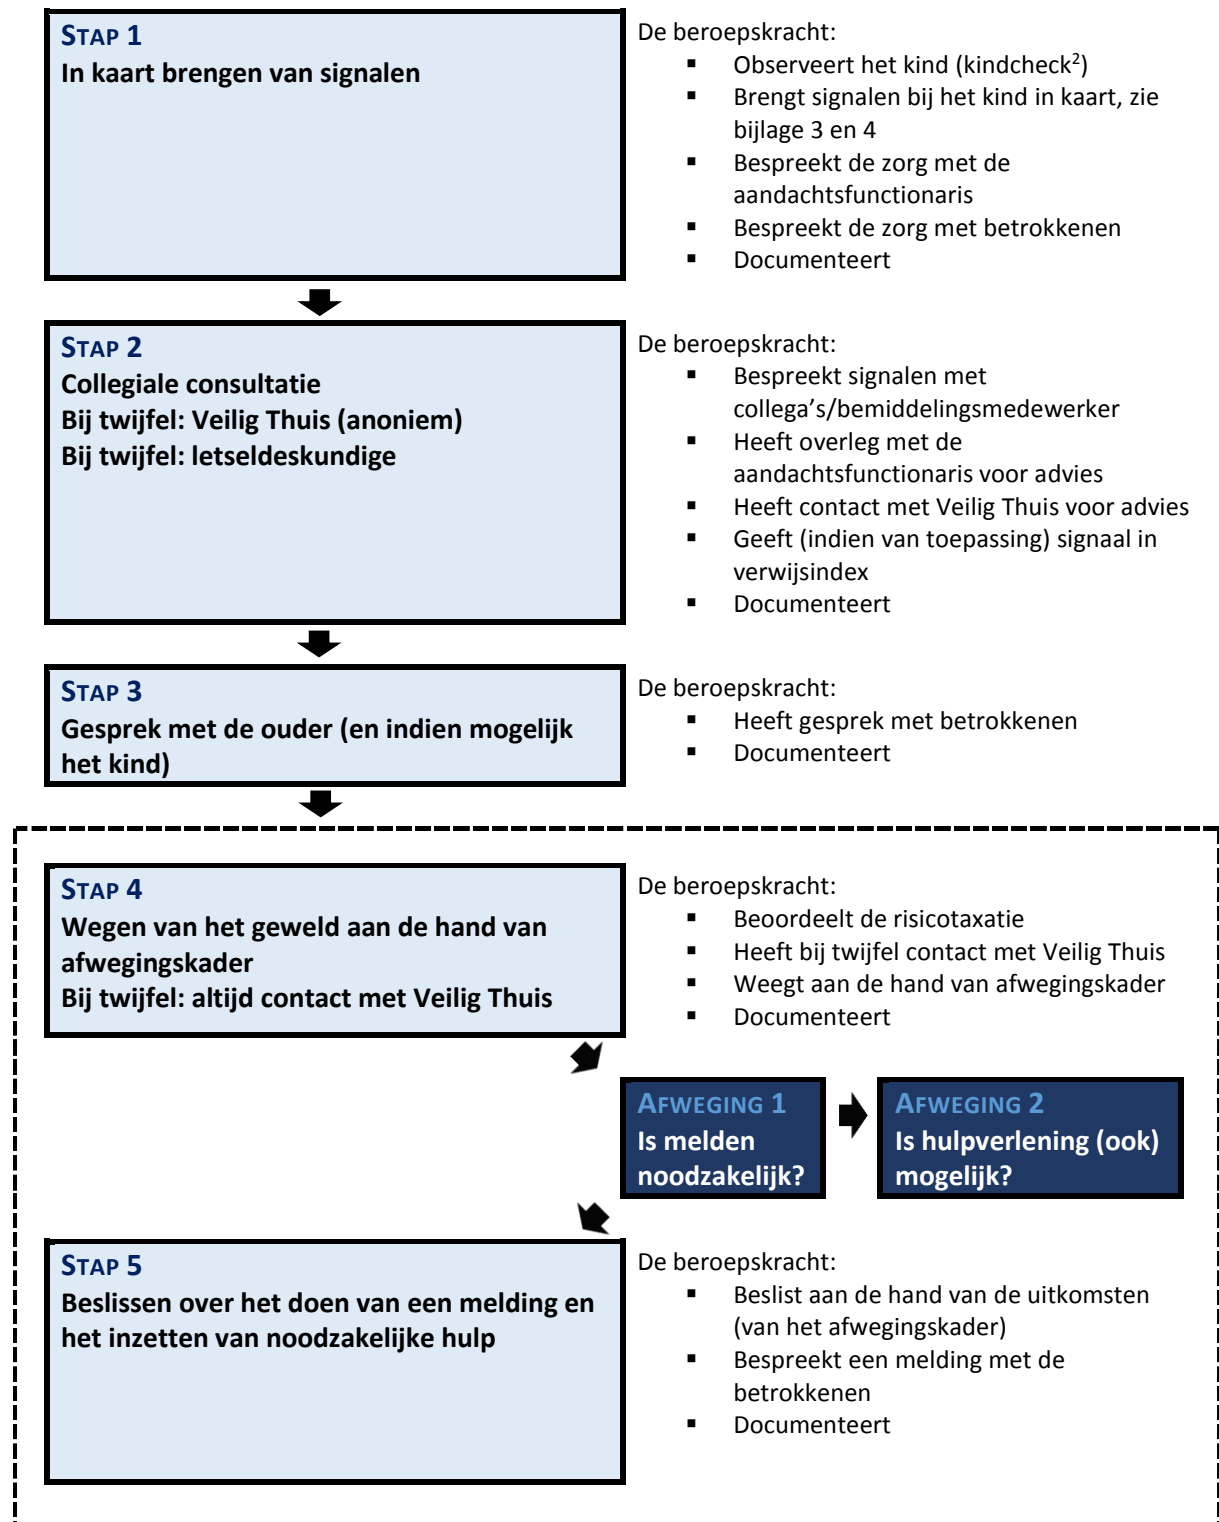 STAP 1
In kaart brengen van signalen
De beroepskracht:
▪ Observeert het kind (kindcheck²)
▪ Brengt signalen bij het kind in kaart, zie
bijlage 3 en 4
▪ Bespreekt de zorg met de
aandachtsfunctionaris
▪ Bespreekt de zorg met betrokkenen
▪ Documenteert
STAP 2
Collegiale consultatie
Bij twijfel: Veilig Thuis (anoniem)
Bij twijfel: letseldeskundige
De beroepskracht:
▪ Bespreekt signalen met
collega’s/bemiddelingsmedewerker
▪ Heeft overleg met de
aandachtsfunctionaris voor advies
▪ Heeft contact met Veilig Thuis voor advies
▪ Geeft (indien van toepassing) signaal in
verwijsindex
▪ Documenteert
STAP 3
Gesprek met de ouder (en indien mogelijk
het kind)
De beroepskracht:
▪ Heeft gesprek met betrokkenen
▪ Documenteert
STAP 4
Wegen van het geweld aan de hand van
afwegingskader
Bij twijfel: altijd contact met Veilig Thuis
De beroepskracht:
▪ Beoordeelt de risicotaxatie
▪ Heeft bij twijfel contact met Veilig Thuis
▪ Weegt aan de hand van afwegingskader
▪ Documenteert
AFWEGING 1
Is melden
noodzakelijk?
AFWEGING 2
Is hulpverlening (ook)
mogelijk?
STAP 5
Beslissen over het doen van een melding en
het inzetten van noodzakelijke hulp
De beroepskracht:
▪ Beslist aan de hand van de uitkomsten
(van het afwegingskader)
▪ Bespreekt een melding met de
betrokkenen
▪ Documenteert